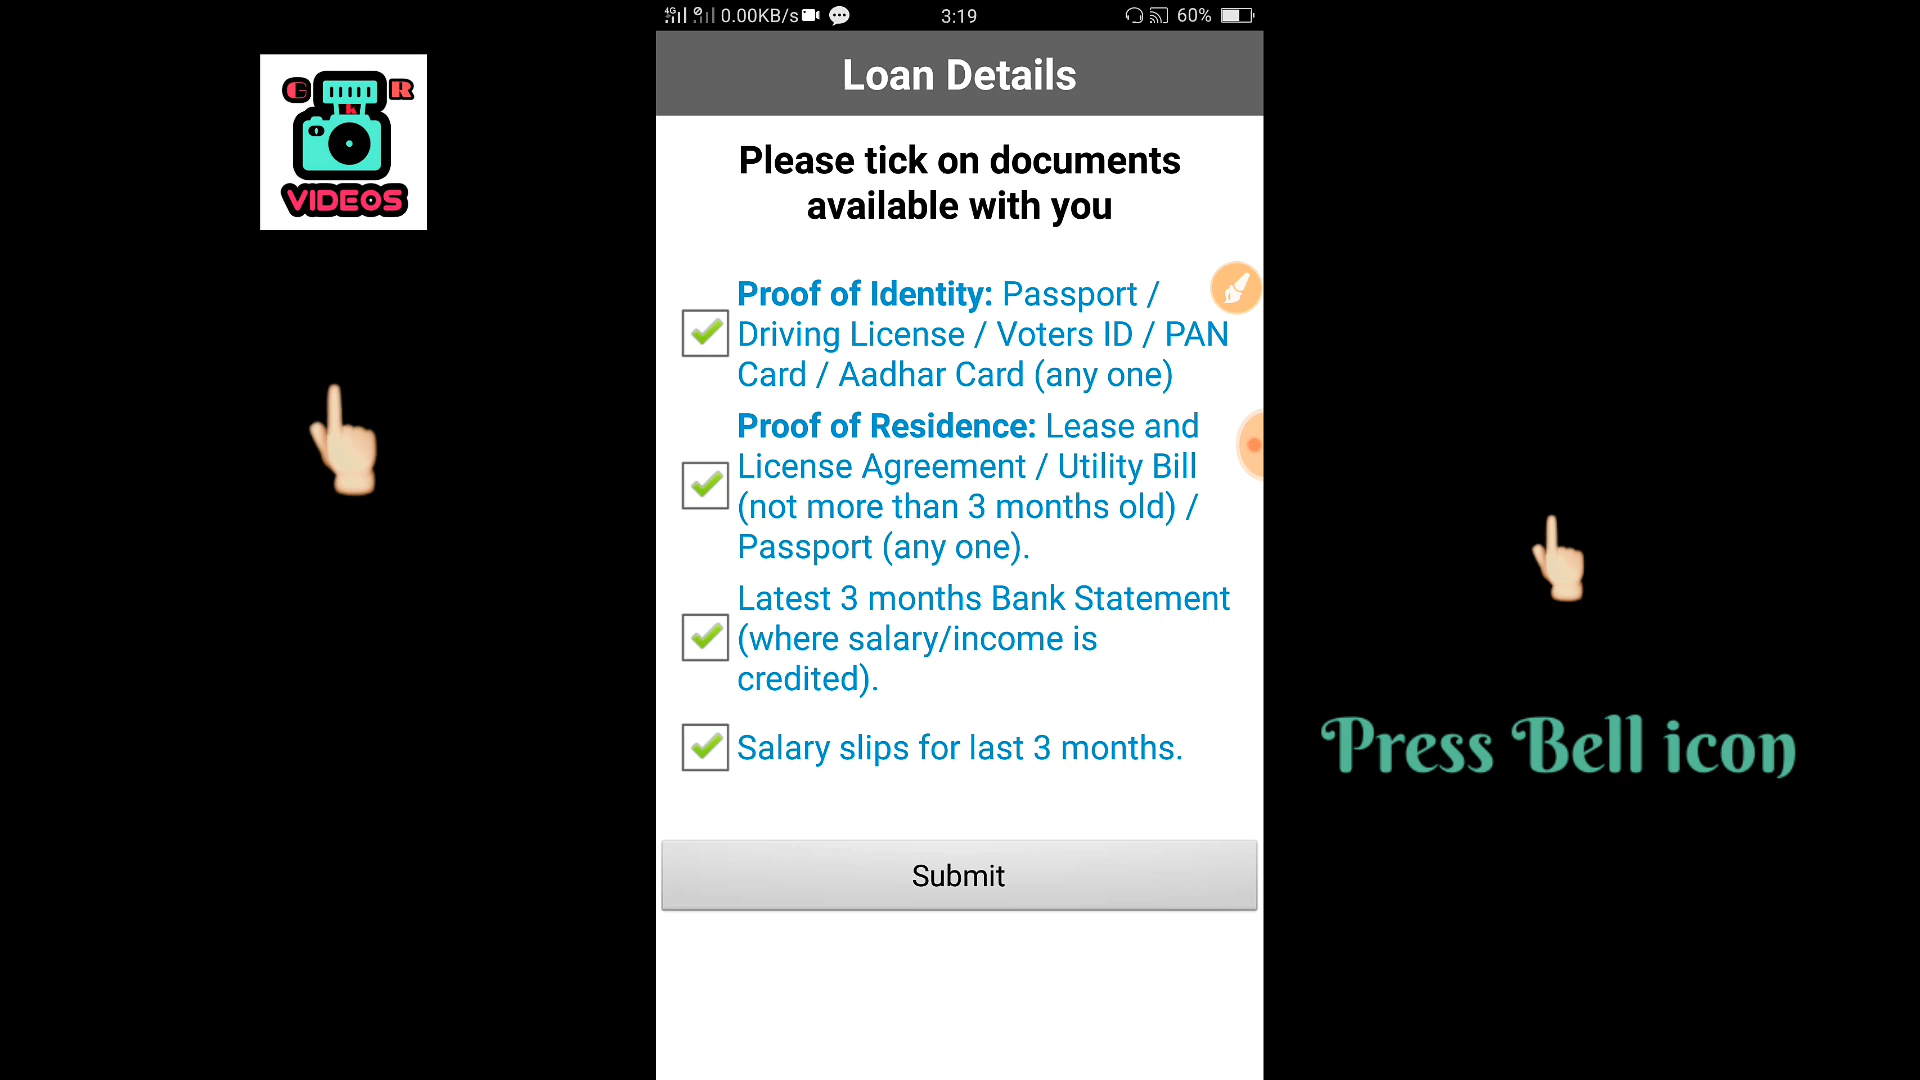 4G 0.00KB/s 3:19 60%
G R
VIDEOS
Loan Details
Please tick on documents
available with you
Proof of Identity: Passport /
Driving License / Voters ID / PAN
Card / Aadhar Card (any one)
Proof of Residence: Lease and
License Agreement / Utility Bill
(not more than 3 months old) /
Passport (any one).
Latest 3 months Bank Statement
(where salary/income is
credited).
Salary slips for last 3 months.
Press Bell icon
Submit